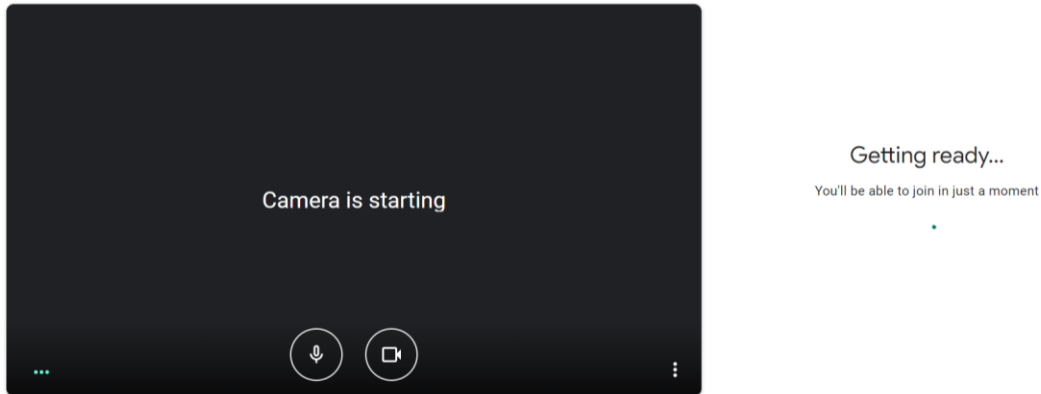 Camera is starting
Getting ready...
You'll be able to join in just a moment